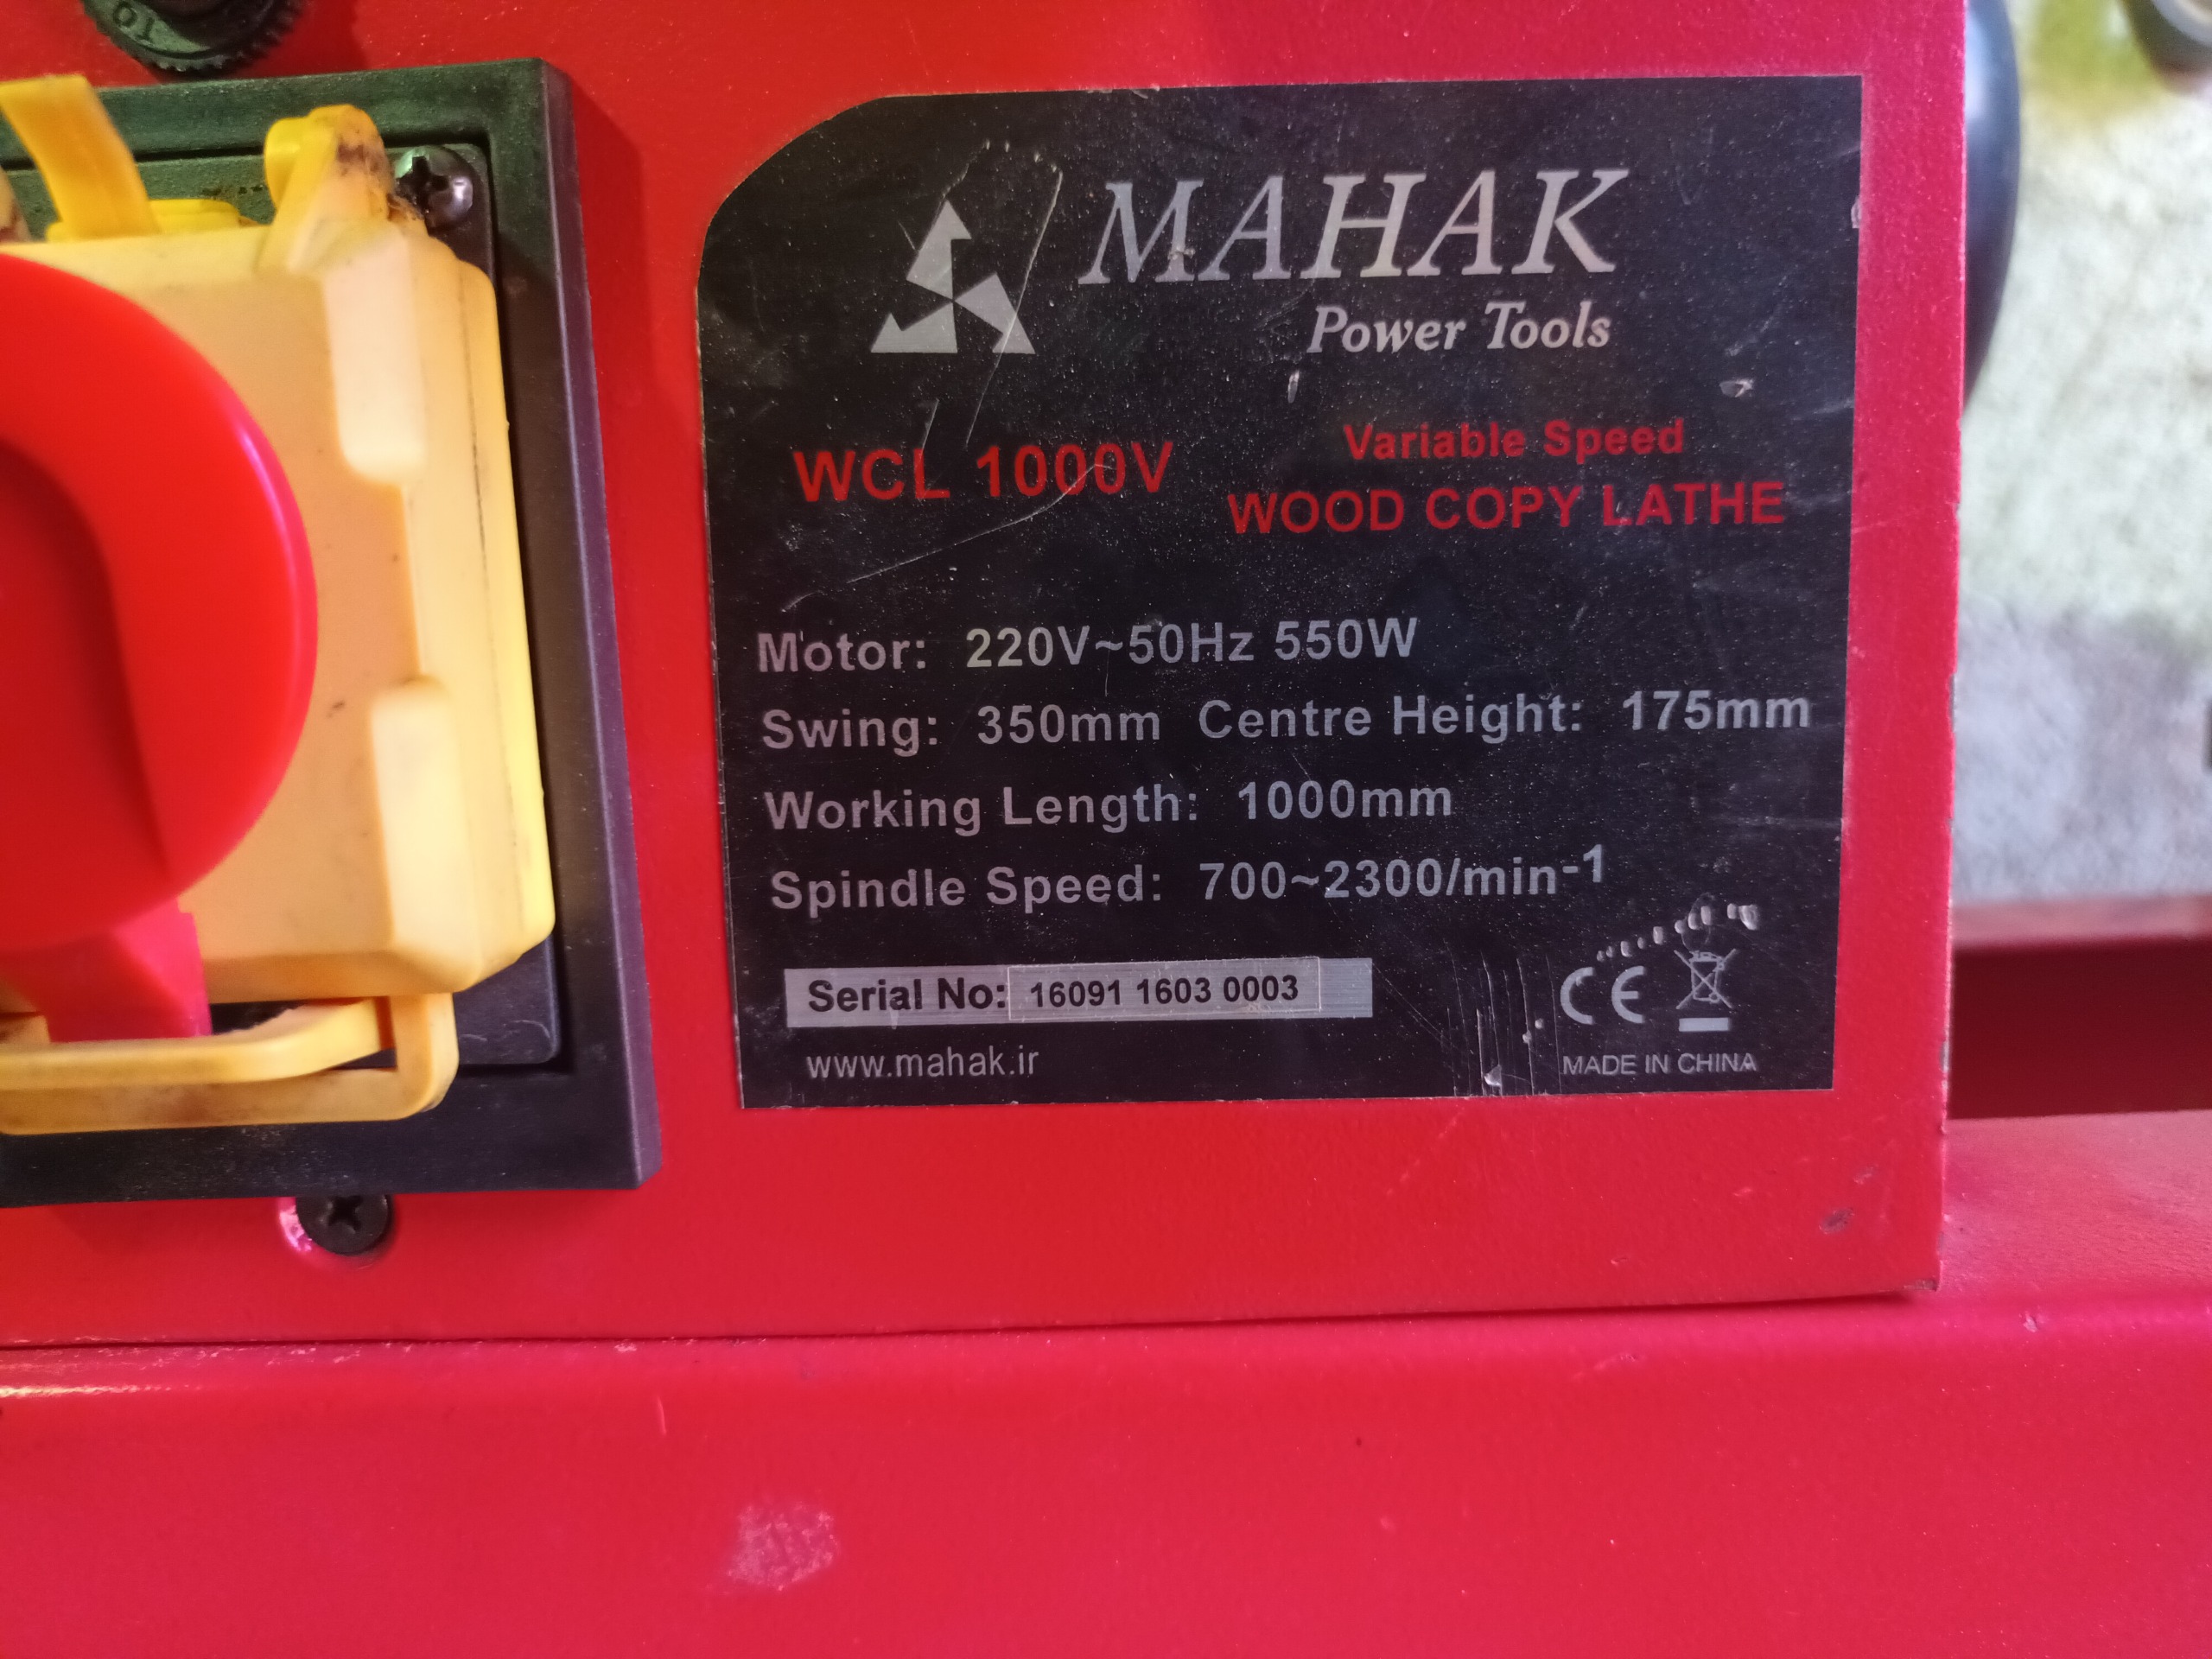 MAHAK
Power Tools
WCL 1000V
Variable Speed
WOOD COPY LATHE
Motor: 220V~50Hz 550W
Swing: 350mm Centre Height: 175mm
Working Length: 1000mm
Spindle Speed: 700~2300/min-1
Serial No: 16091 1603 0003
www.mahak.ir
CE
MADE IN CHINA